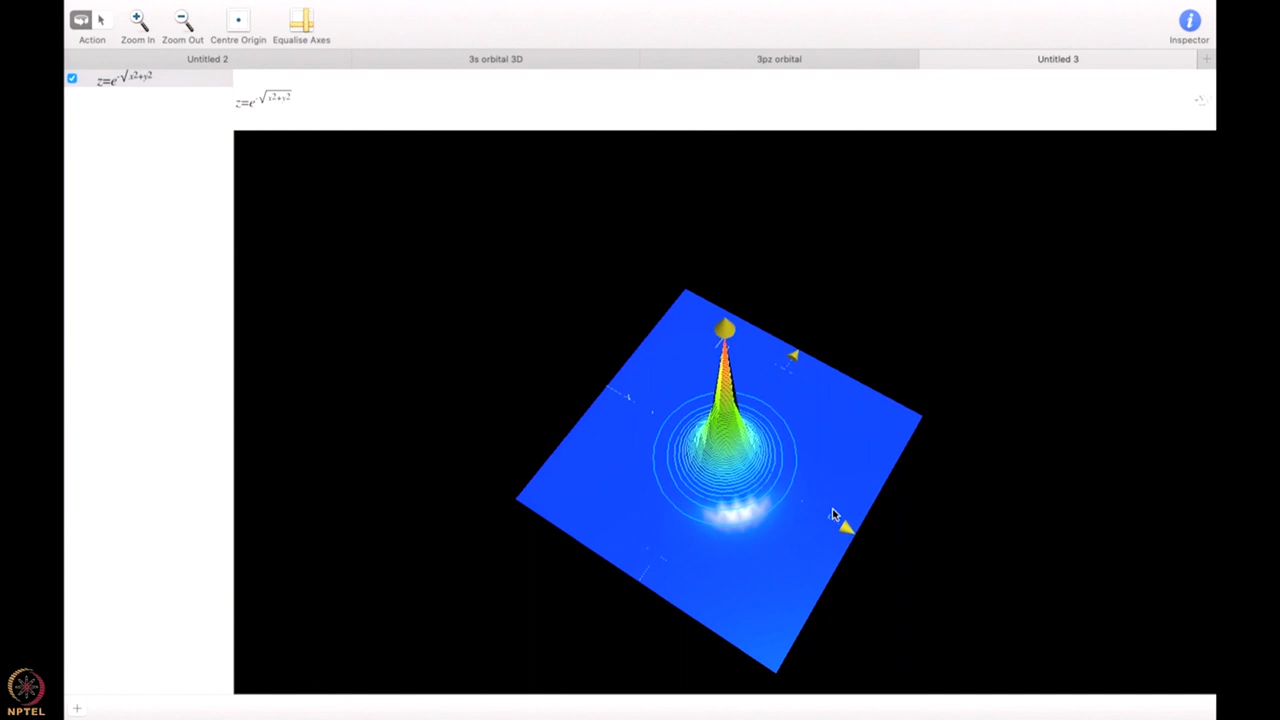 Action Zoom In Zoom Out Centre Origin Equalise Axes Inspector
Untitled 2 3s orbital 3D 3pz orbital Untitled 3 +
z=e^-√x2+y2
z=e^-√x2+y2
+
NPTEL